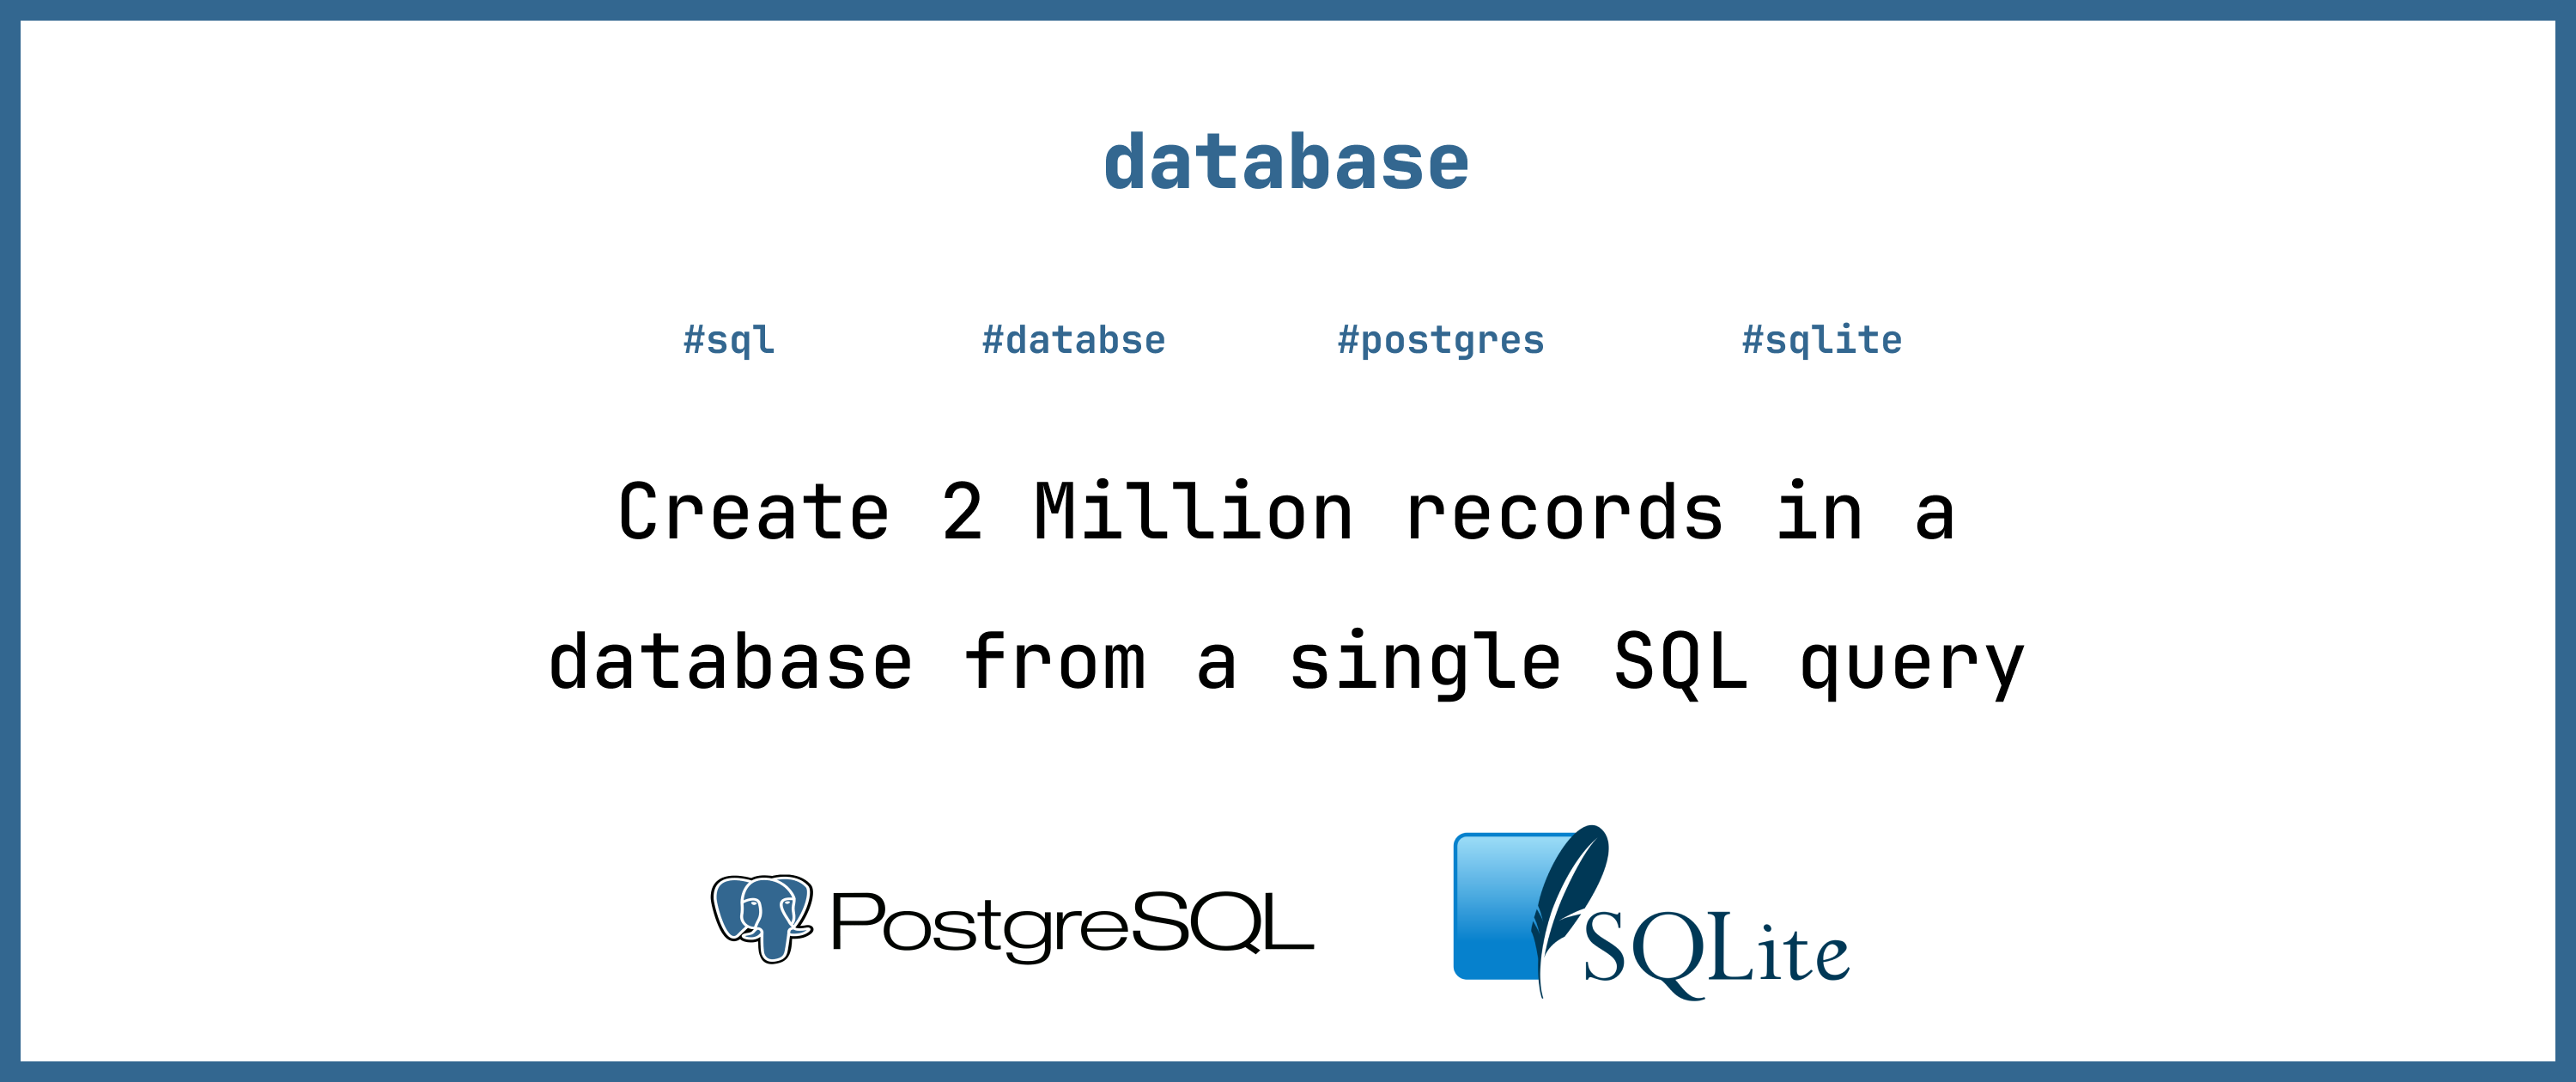 database
#sql #databse #postgres #sqlite
Create 2 Million records in a
database from a single SQL query
PostgreSQL
SQLite